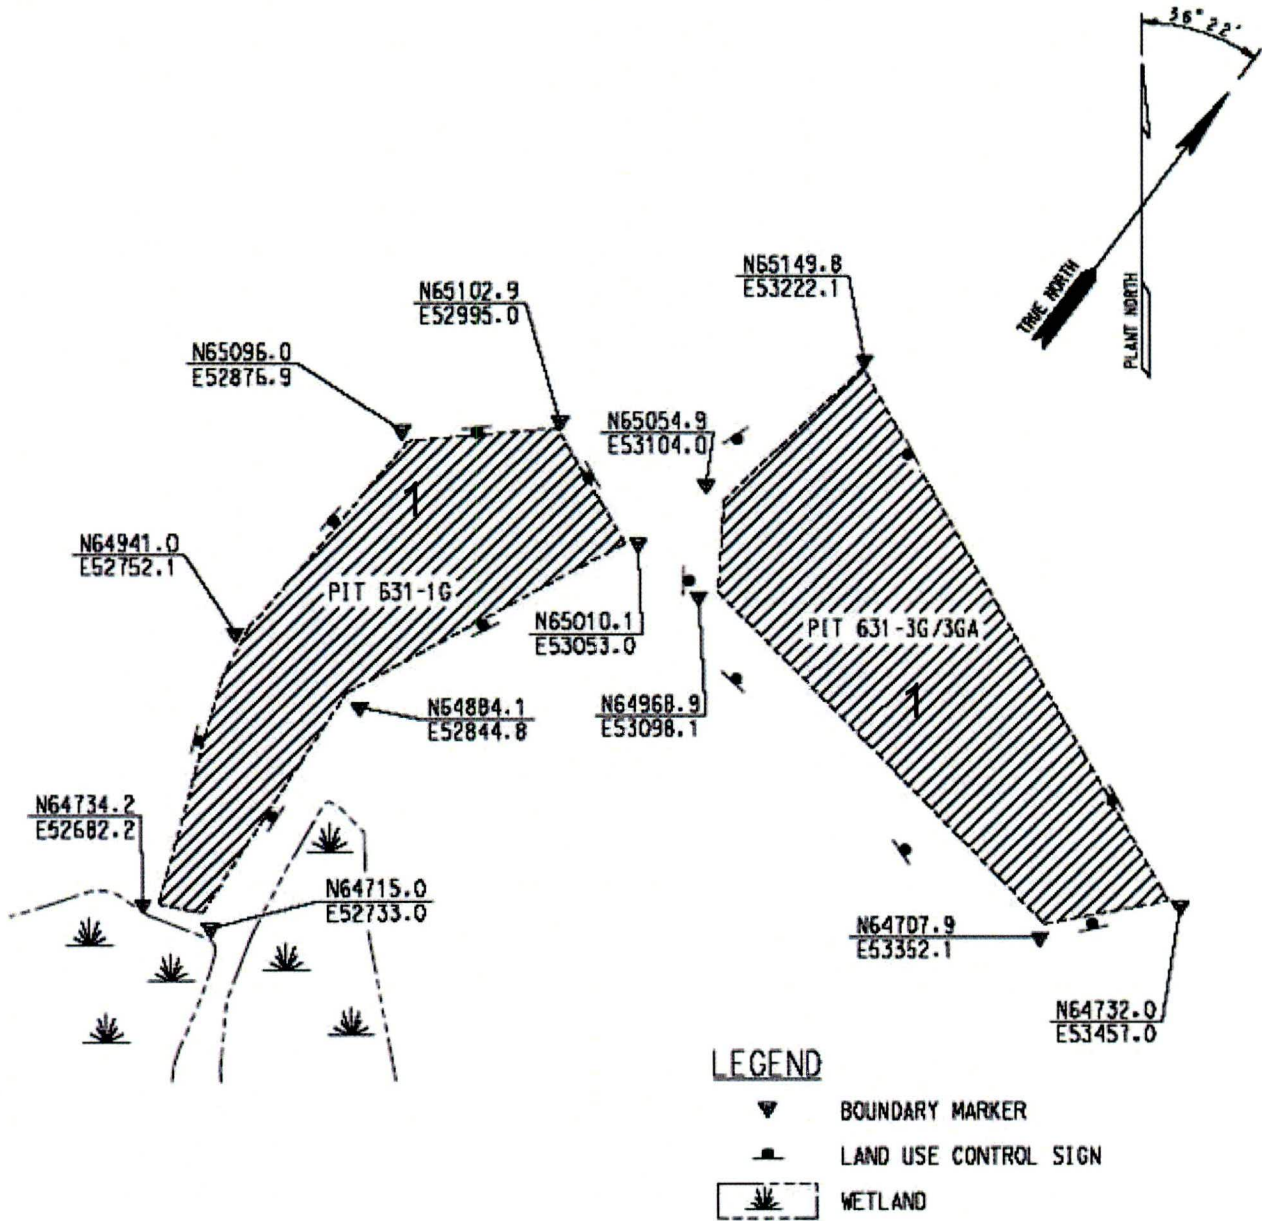 36° 22'
TRUE NORTH
PLANT NORTH
N65149.8
E53222.1
N65102.9
E52995.0
N65096.0
E52876.9
N65054.9
E53104.0
1
N64941.0
E52752.1
PIT 631-1G
N65010.1
E53053.0
PIT 631-3G/3GA
1
N64884.1
E52844.8
N64968.9
E53098.1
N64734.2
E52682.2
N64715.0
E52733.0
N64707.9
E53352.1
N64732.0
E53457.0
LEGEND
BOUNDARY MARKER
LAND USE CONTROL SIGN
WETLAND